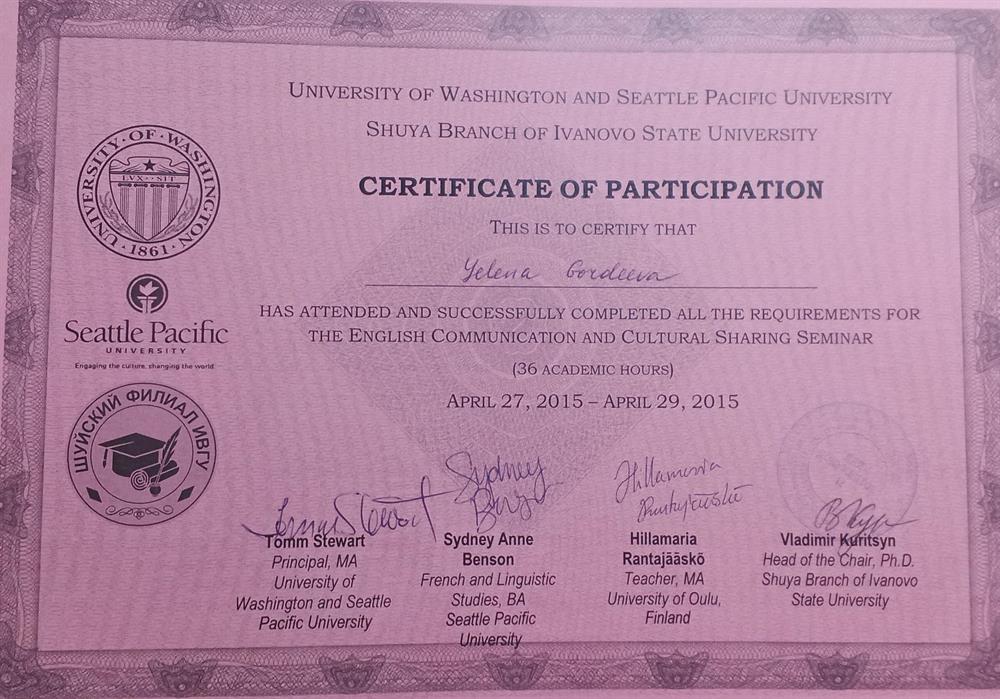 UNIVERSITY OF WASHINGTON AND SEATTLE PACIFIC UNIVERSITY
SHUYA BRANCH OF IVANOVO STATE UNIVERSITY
UNIVERSITY · OF · WASHINGTON
LVX SIT
· 1861 ·
CERTIFICATE OF PARTICIPATION
THIS IS TO CERTIFY THAT
Yelena Gordeeva
Seattle Pacific
UNIVERSITY
Engaging the culture, changing the world
HAS ATTENDED AND SUCCESSFULLY COMPLETED ALL THE REQUIREMENTS FOR
THE ENGLISH COMMUNICATION AND CULTURAL SHARING SEMINAR
(36 ACADEMIC HOURS)
APRIL 27, 2015 – APRIL 29, 2015
ШУЙСКИЙ ФИЛИАЛ ИВГУ
Tomm Stewart
Principal, MA
University of
Washington and Seattle
Pacific University
Sydney Anne
Benson
French and Linguistic
Studies, BA
Seattle Pacific
University
Hillamaria
Rantajääskö
Teacher, MA
University of Oulu,
Finland
Vladimir Kuritsyn
Head of the Chair, Ph.D.
Shuya Branch of Ivanovo
State University